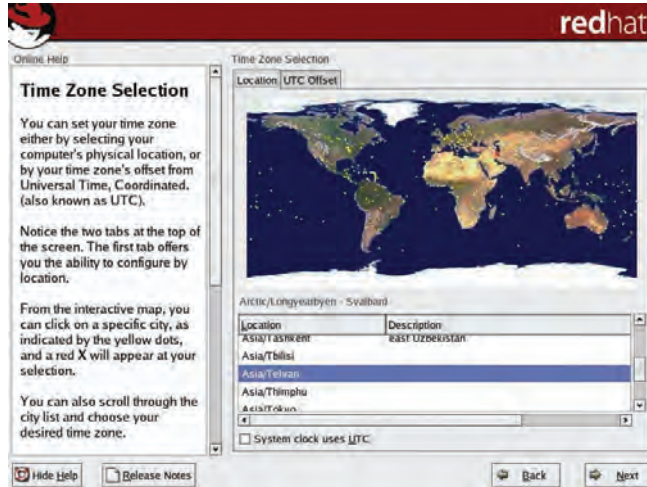 redhat
Online Help
Time Zone Selection
You can set your time zone
either by selecting your
computer's physical location, or
by your time zone's offset from
Universal Time, Coordinated.
(also known as UTC).
Notice the two tabs at the top of
the screen. The first tab offers
you the ability to configure by
location.
From the interactive map, you
can click on a specific city, as
indicated by the yellow dots,
and a red X will appear at your
selection.
You can also scroll through the
city list and choose your
desired time zone.
Time Zone Selection
Location UTC Offset
Arctic/Longyearbyen - Svalbard
Location Description
Asia/Tashkent east Uzbekistan
Asia/Tbilisi
Asia/Tehran
Asia/Thimphu
Asia/Tokyo
System clock uses UTC
Hide Help Release Notes Back Next